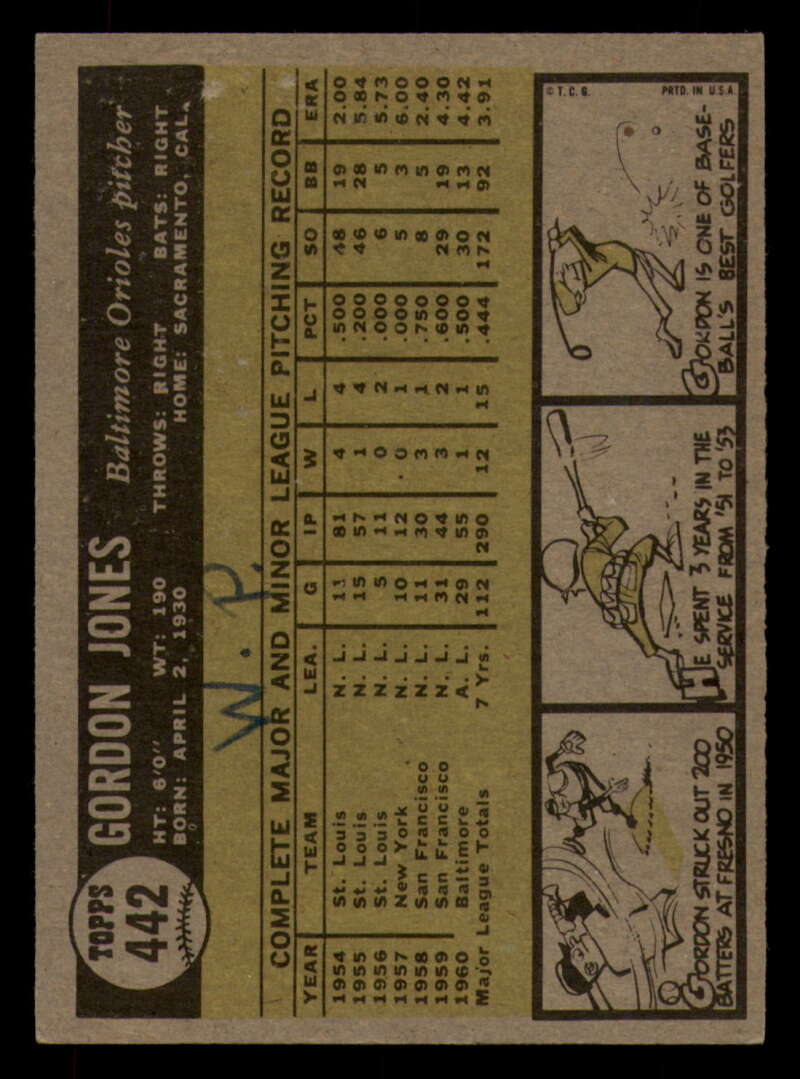 TOPPS
442
GORDON JONES Baltimore Orioles pitcher
HT: 6'0" WT: 190 THROWS: RIGHT BATS: RIGHT
BORN: APRIL 2, 1930 HOME: SACRAMENTO, CAL.
W. P.
COMPLETE MAJOR AND MINOR LEAGUE PITCHING RECORD
YEAR TEAM LEA. G IP W L PCT SO BB ERA
1954 St. Louis N. L. 11 81 4 4 .500 48 19 2.00
1955 St. Louis N. L. 15 57 1 4 .200 46 28 5.84
1956 St. Louis N. L. 5 11 0 2 .000 6 5 5.73
1957 New York N. L. 10 12 0 1 .000 5 3 6.00
1958 San Francisco N. L. 11 30 3 1 .750 8 5 2.40
1959 San Francisco N. L. 31 44 3 2 .600 29 19 4.30
1960 Baltimore A. L. 29 55 1 1 .500 30 13 4.42
Major League Totals 7 Yrs. 112 290 12 15 .444 172 92 3.91
GORDON STRUCK OUT 200
BATTERS AT FRESNO IN 1950
HE SPENT 3 YEARS IN THE
SERVICE FROM '51 TO '53
© T. C. G. PRTD. IN U.S.A.
GORDON IS ONE OF BASE-
BALL'S BEST GOLFERS